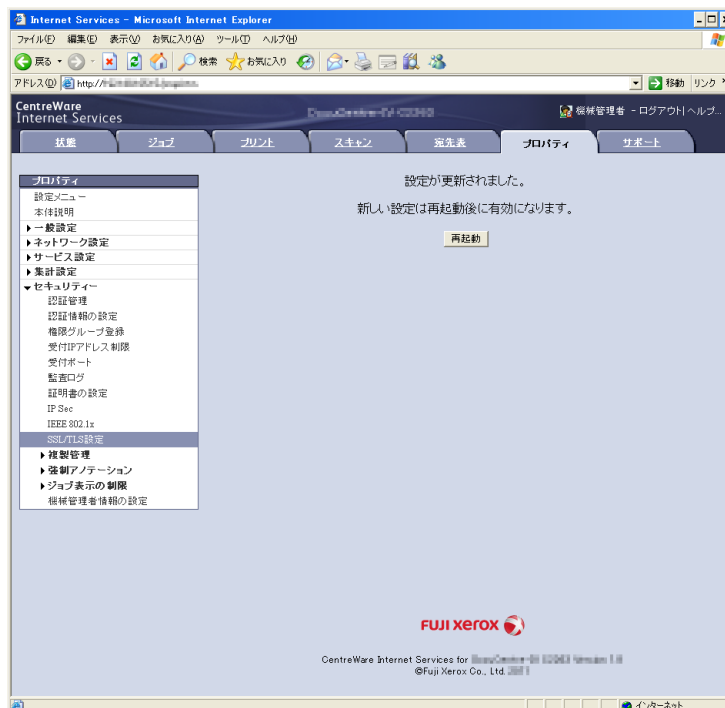 Internet Services - Microsoft Internet Explorer
ファイル(F) 編集(E) 表示(V) お気に入り(A) ツール(T) ヘルプ(H)
戻る 検索 お気に入り
アドレス(D) http:// 移動 リンク »
CentreWare
Internet Services
機械管理者 - ログアウト| ヘルプ...
状態 ジョブ プリント スキャン 宛先表 プロパティ サポート
プロパティ
設定メニュー
本体説明
一般設定
ネットワーク設定
サービス設定
集計設定
セキュリティー
認証管理
認証情報の設定
権限グループ登録
受付IPアドレス制限
受付ポート
監査ログ
証明書の設定
IP Sec
IEEE 802.1x
SSL/TLS設定
複製管理
強制アノテーション
ジョブ表示の制限
機械管理者情報の設定
設定が更新されました。
新しい設定は再起動後に有効になります。
再起動
FUJI xerox
CentreWare Internet Services for
©Fuji Xerox Co., Ltd.
インターネット